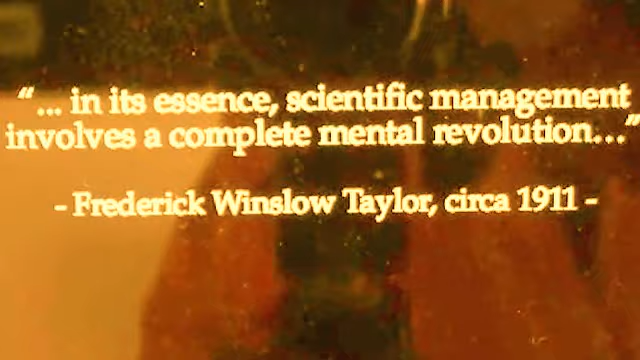 “... in its essence, scientific management
involves a complete mental revolution...”
- Frederick Winslow Taylor, circa 1911 -